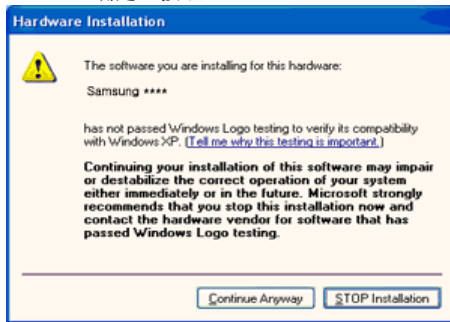 Hardware Installation
The software you are installing for this hardware:
Samsung ****
has not passed Windows Logo testing to verify its compatibility
with Windows XP. (Tell me why this testing is important.)
Continuing your installation of this software may impair
or destabilize the correct operation of your system
either immediately or in the future. Microsoft strongly
recommends that you stop this installation now and
contact the hardware vendor for software that has
passed Windows Logo testing.
Continue Anyway STOP Installation